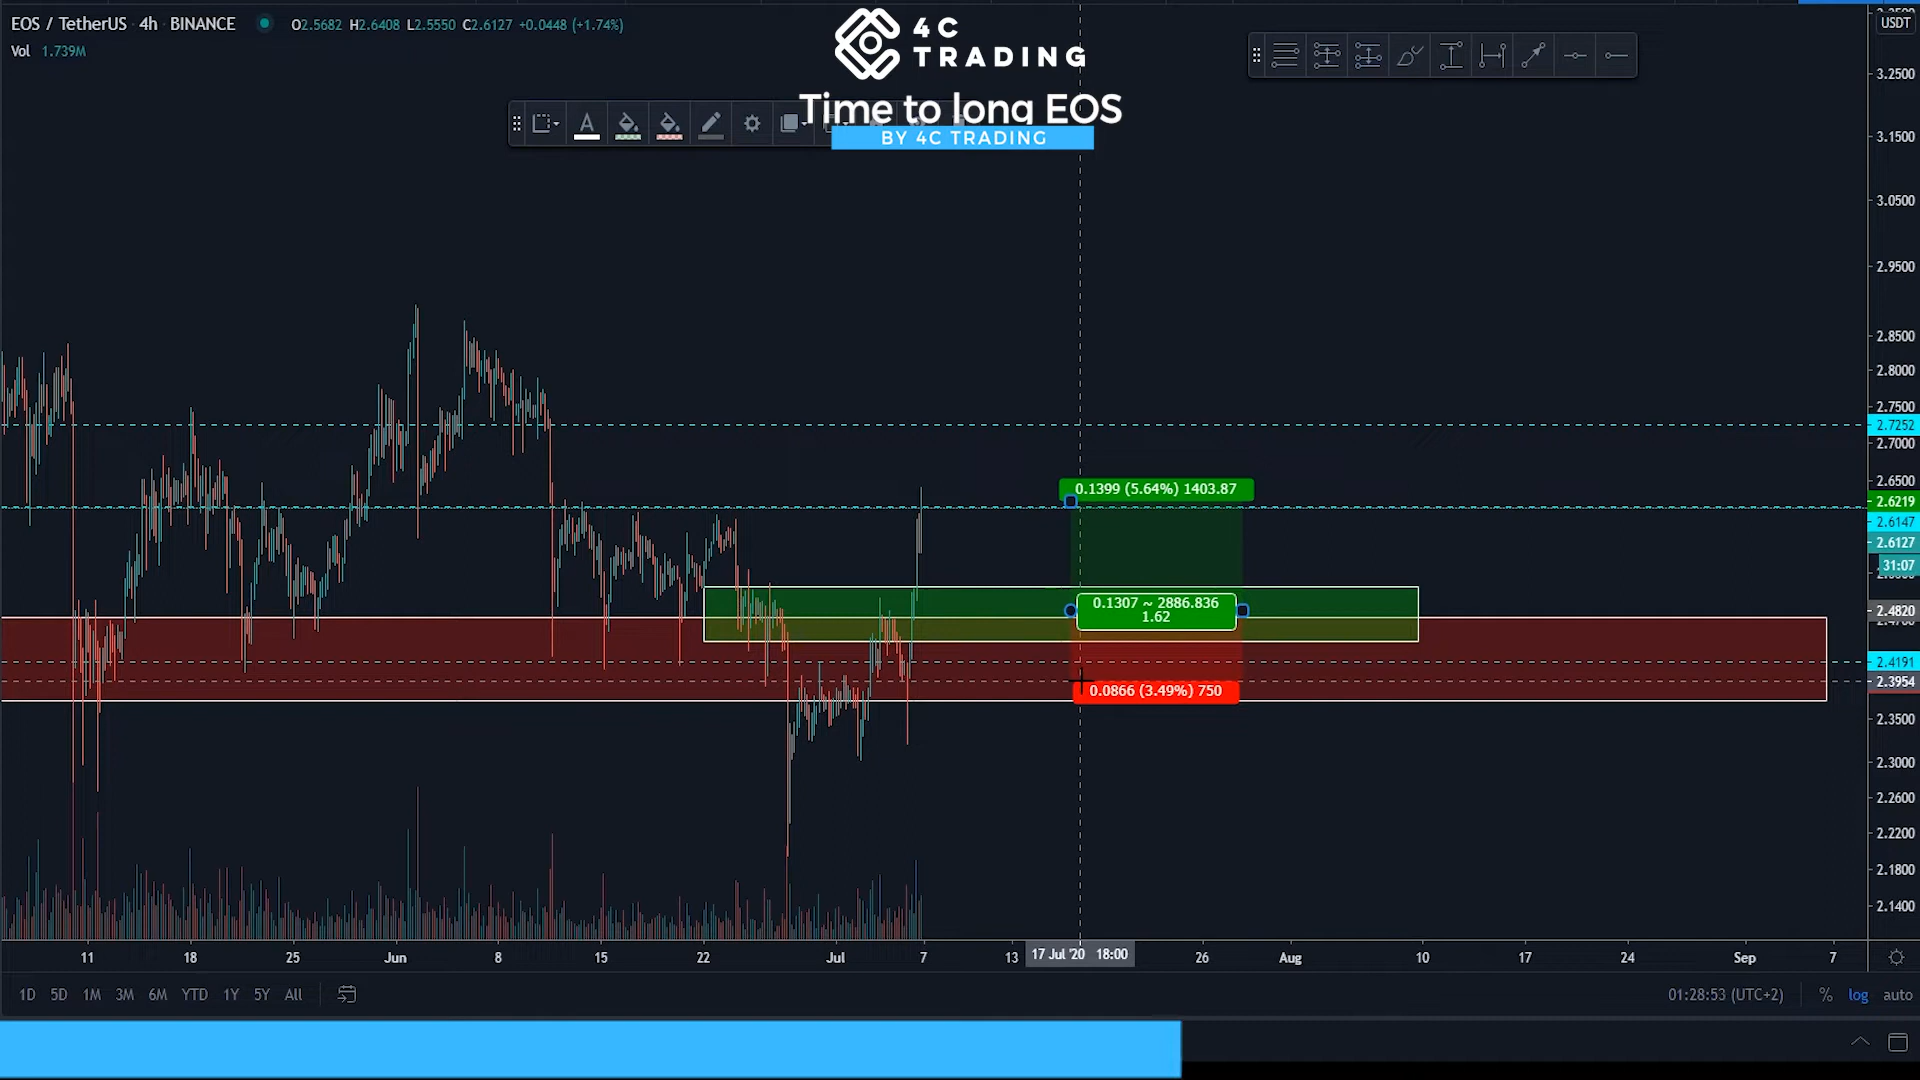 EOS / TetherUS · 4h · BINANCE O2.5682 H2.6408 L2.5550 C2.6127 +0.0448 (+1.74%)
Vol 1.739M
4C
TRADING
Time to long EOS
BY 4C TRADING
USDT
3.2500
3.1500
3.0500
2.9500
2.8500
2.8000
2.7500
2.7252
2.7000
2.6500
2.6219
2.6147
2.6127
31:07
2.4820
2.4191
2.3954
2.3500
2.3000
2.2600
2.2200
2.1800
2.1400
0.1399 (5.64%) 1403.87
0.1307 ~ 2886.836
1.62
0.0866 (3.49%) 750
11 18 25 Jun 8 15 22 Jul 7 13 17 Jul '20 18:00 26 Aug 10 17 24 Sep 7
1D 5D 1M 3M 6M YTD 1Y 5Y All 01:28:53 (UTC+2) % log auto